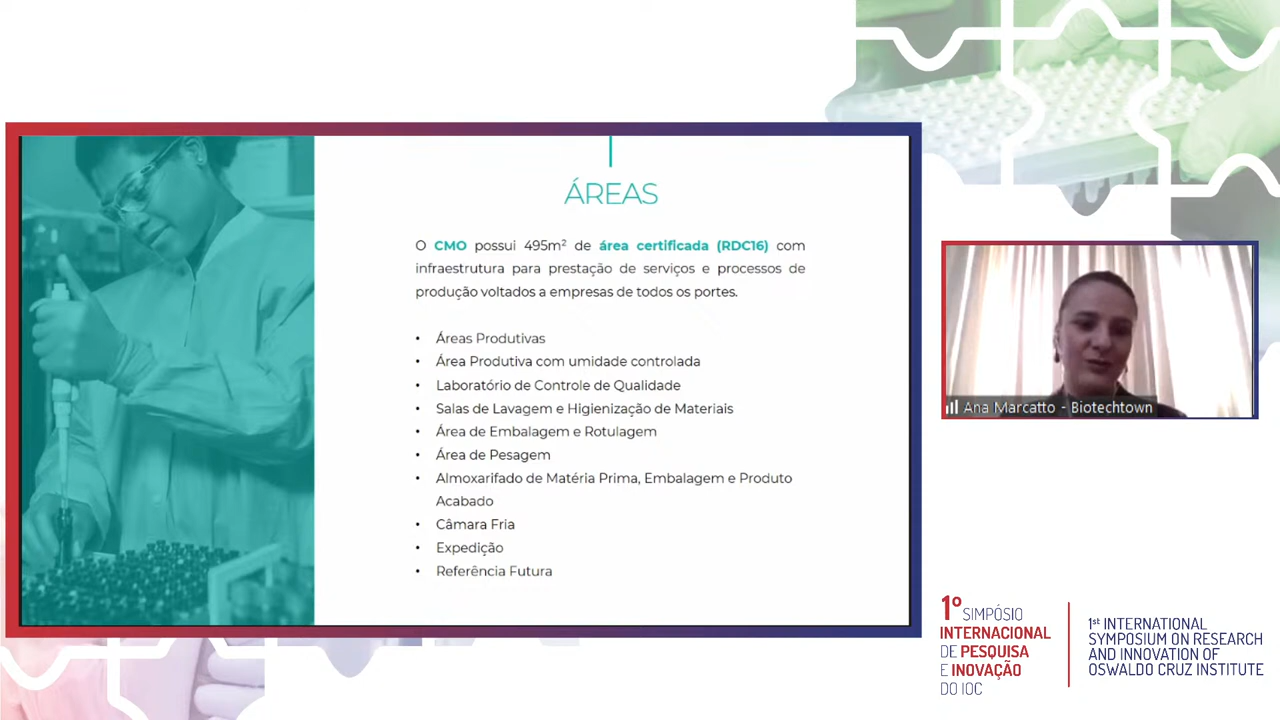 ÁREAS
O CMO possui 495m² de área certificada (RDC16) com
infraestrutura para prestação de serviços e processos de
produção voltados a empresas de todos os portes.
• Áreas Produtivas
• Área Produtiva com umidade controlada
• Laboratório de Controle de Qualidade
• Salas de Lavagem e Higienização de Materiais
• Área de Embalagem e Rotulagem
• Área de Pesagem
• Almoxarifado de Matéria Prima, Embalagem e Produto
Acabado
• Câmara Fria
• Expedição
• Referência Futura
Ana Marcatto - Biotechtown
1º SIMPÓSIO
INTERNACIONAL
DE PESQUISA
E INOVAÇÃO
DO IOC
1st INTERNATIONAL
SYMPOSIUM ON RESEARCH
AND INNOVATION OF
OSWALDO CRUZ INSTITUTE